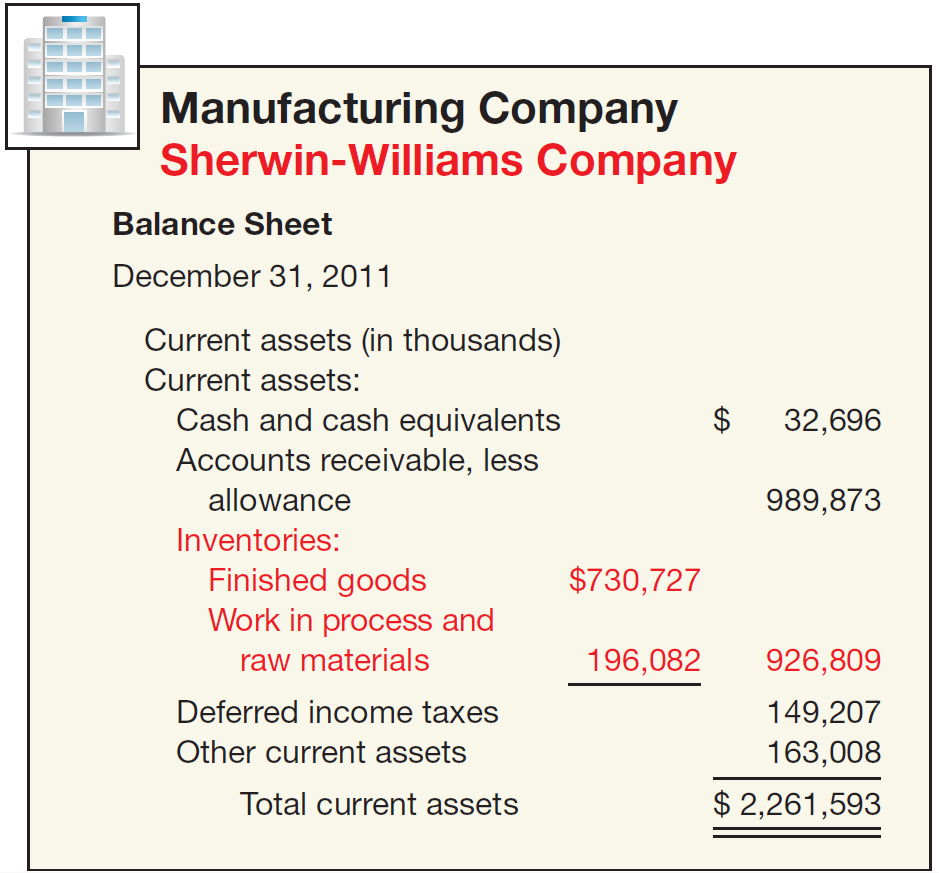 Manufacturing Company
Sherwin-Williams Company
Balance Sheet
December 31, 2011
Current assets (in thousands)
Current assets:
Cash and cash equivalents $ 32,696
Accounts receivable, less
allowance 989,873
Inventories:
Finished goods $730,727
Work in process and
raw materials 196,082 926,809
Deferred income taxes 149,207
Other current assets 163,008
Total current assets $ 2,261,593